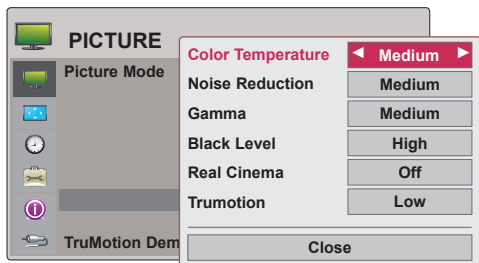 PICTURE
Picture Mode
TruMotion Dem
Color Temperature ◄ Medium ►
Noise Reduction Medium
Gamma Medium
Black Level High
Real Cinema Off
Trumotion Low
Close